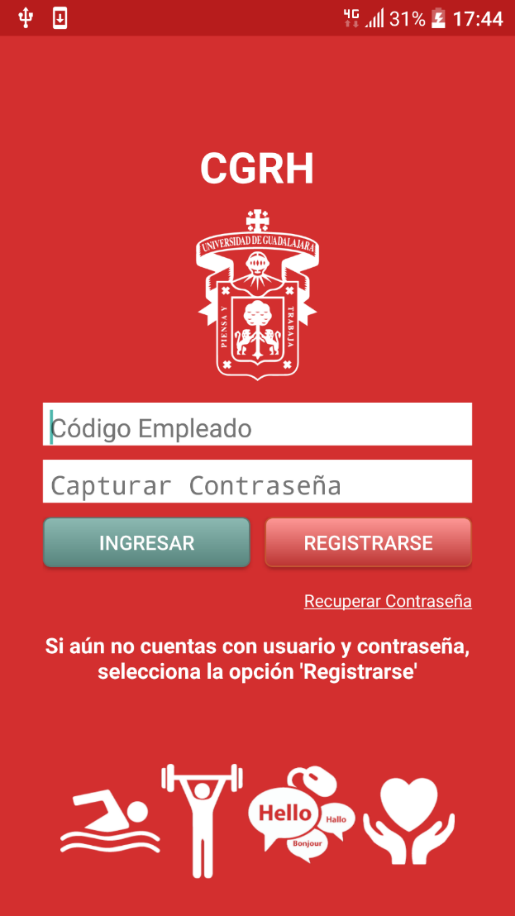 4G 31% 17:44
CGRH
UNIVERSIDAD DE GUADALAJARA
PIENSA Y
TRABAJA
Código Empleado
Capturar Contraseña
INGRESAR
REGISTRARSE
Recuperar Contraseña
Si aún no cuentas con usuario y contraseña,
selecciona la opción 'Registrarse'
Hello
Hallo
Bonjour